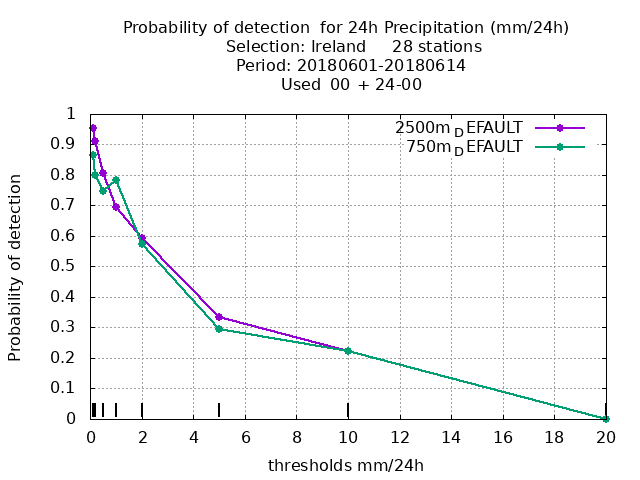 Probability of detection  for 24h Precipitation (mm/24h)
Selection: Ireland     28 stations
Period: 20180601-20180614
Used  00 + 24-00
1
0.9
0.8
0.7
0.6
0.5
0.4
0.3
0.2
0.1
0
Probability of detection
2500m_DEFAULT
750m_DEFAULT
0 2 4 6 8 10 12 14 16 18 20
thresholds mm/24h